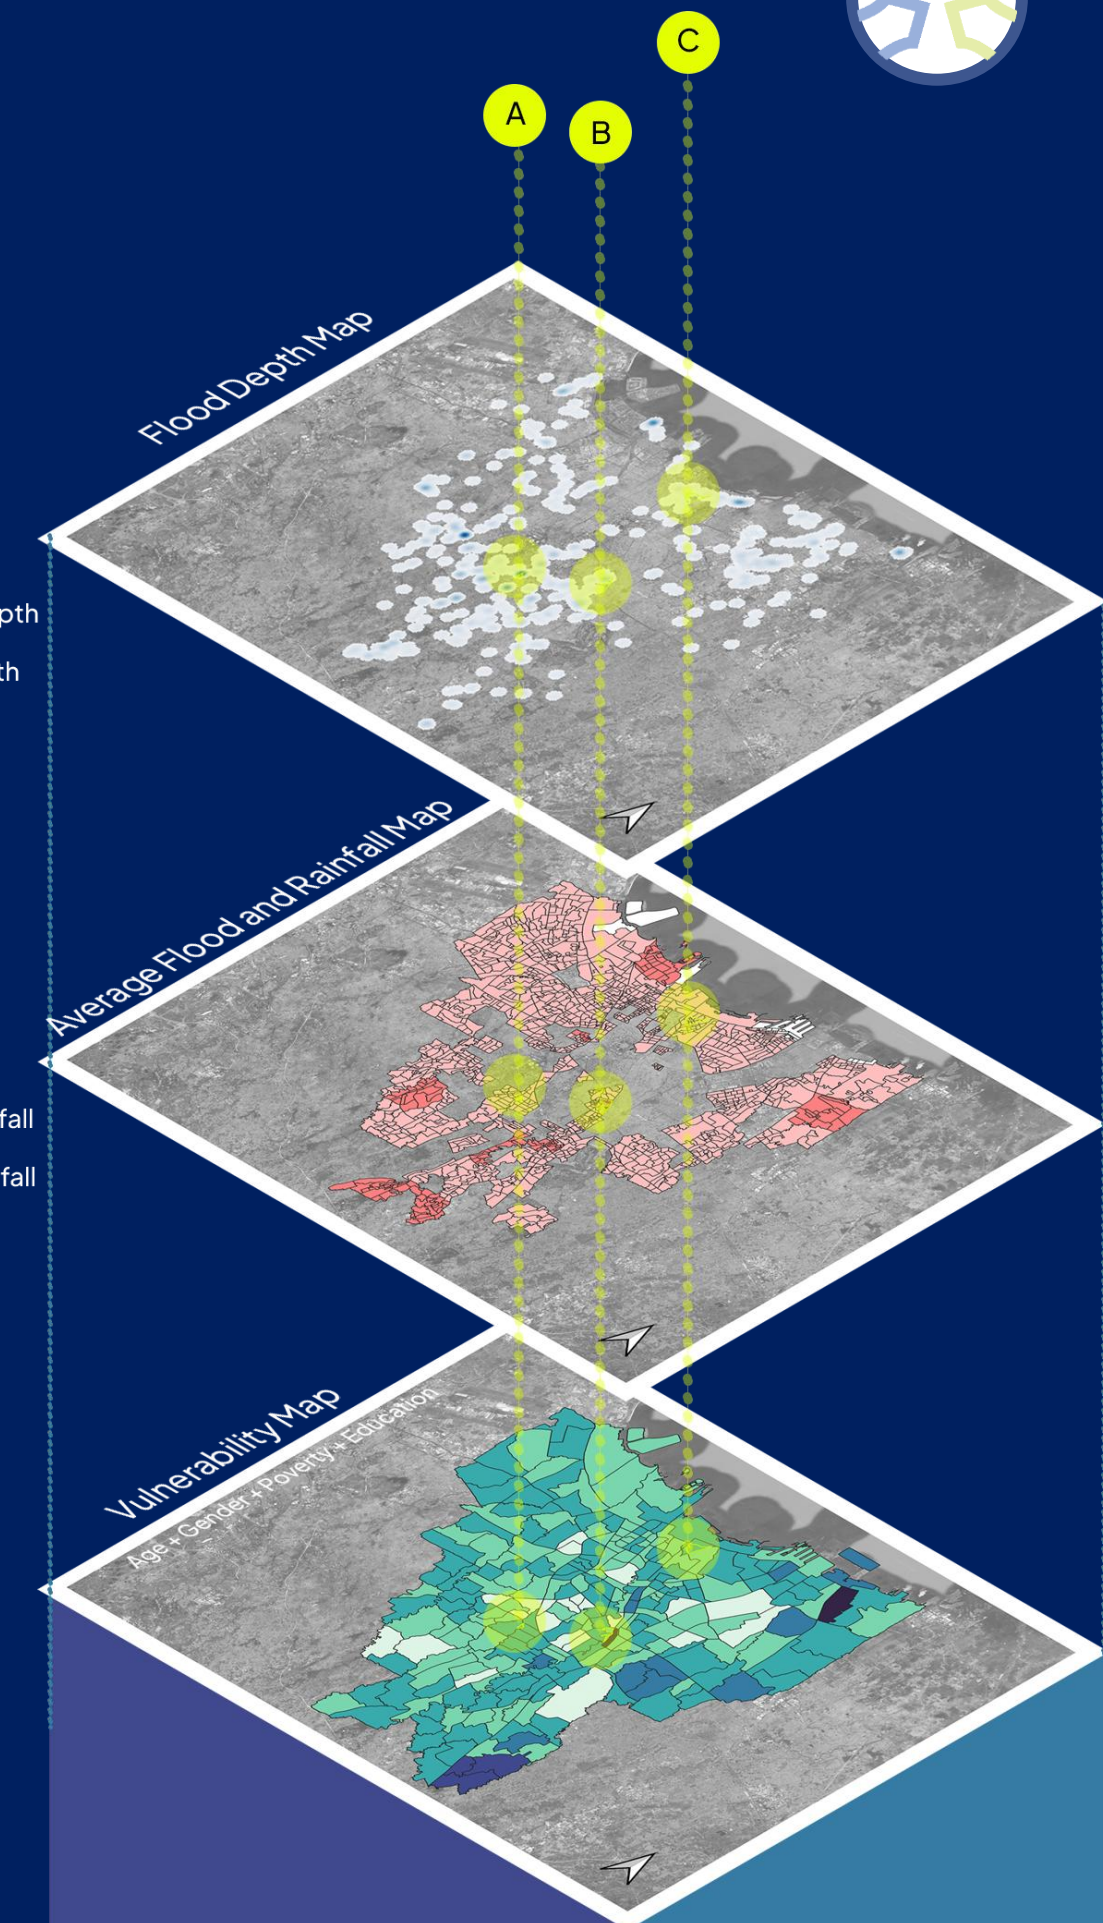 C
A
B
Flood Depth Map
pth
th
Average Flood and Rainfall Map
fall
fall
Vulnerability Map
Age + Gender + Poverty + Education